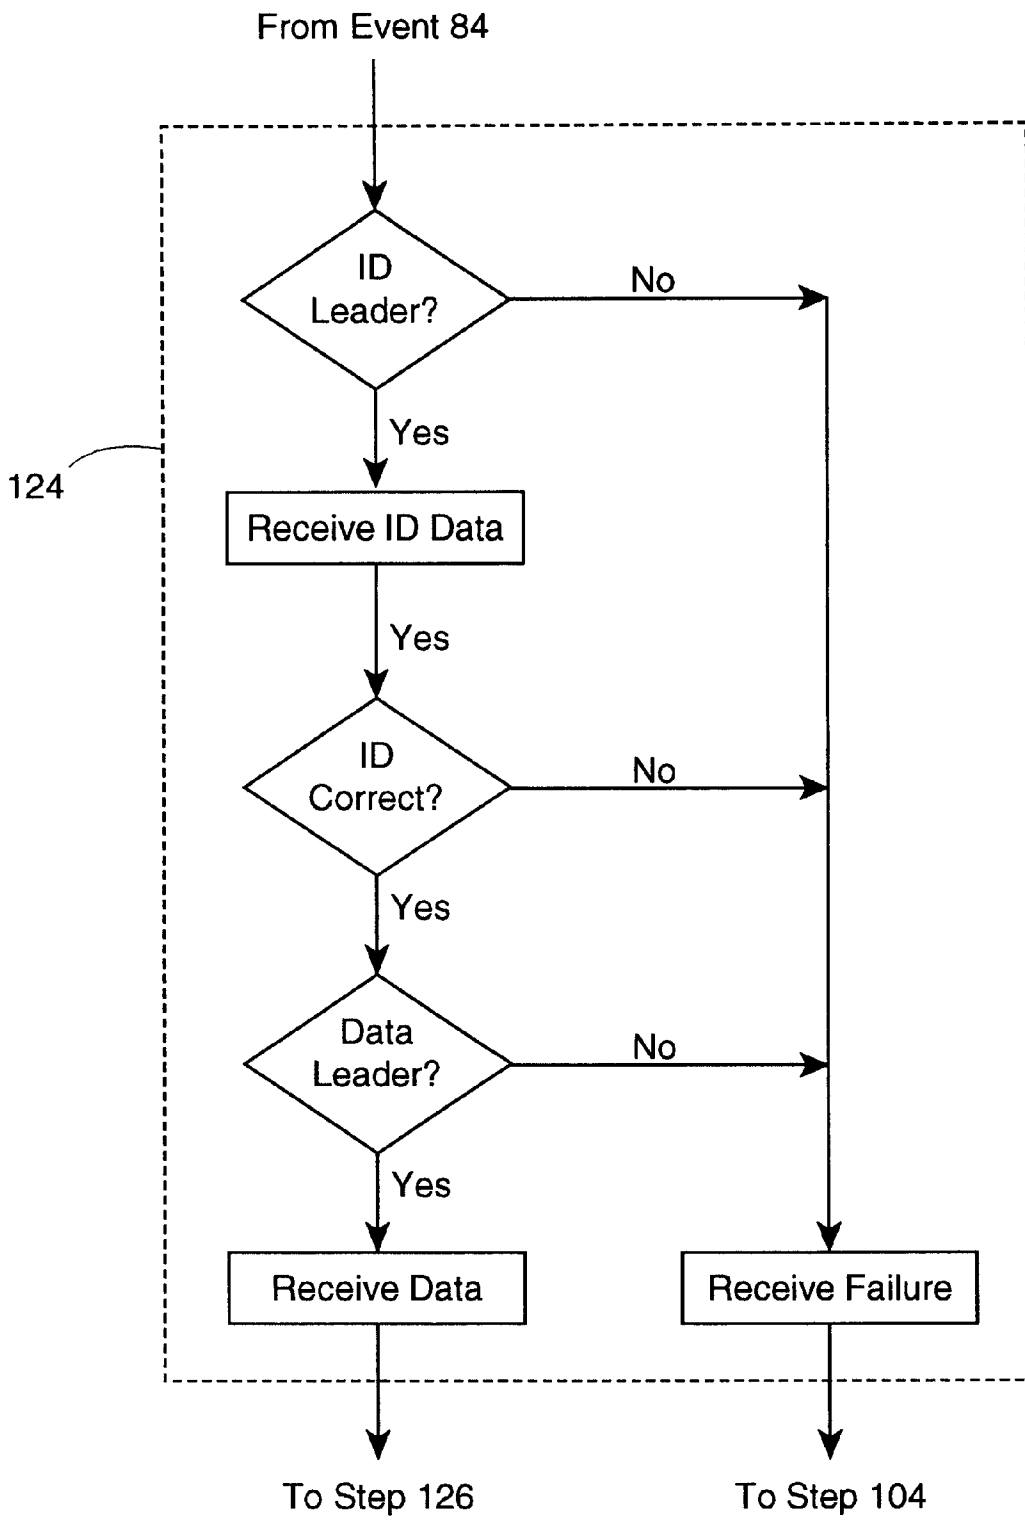 From Event 84
ID
Leader?
No
Yes
124
Receive ID Data
Yes
ID
Correct?
No
Yes
Data
Leader?
No
Yes
Receive Data
Receive Failure
To Step 126
To Step 104